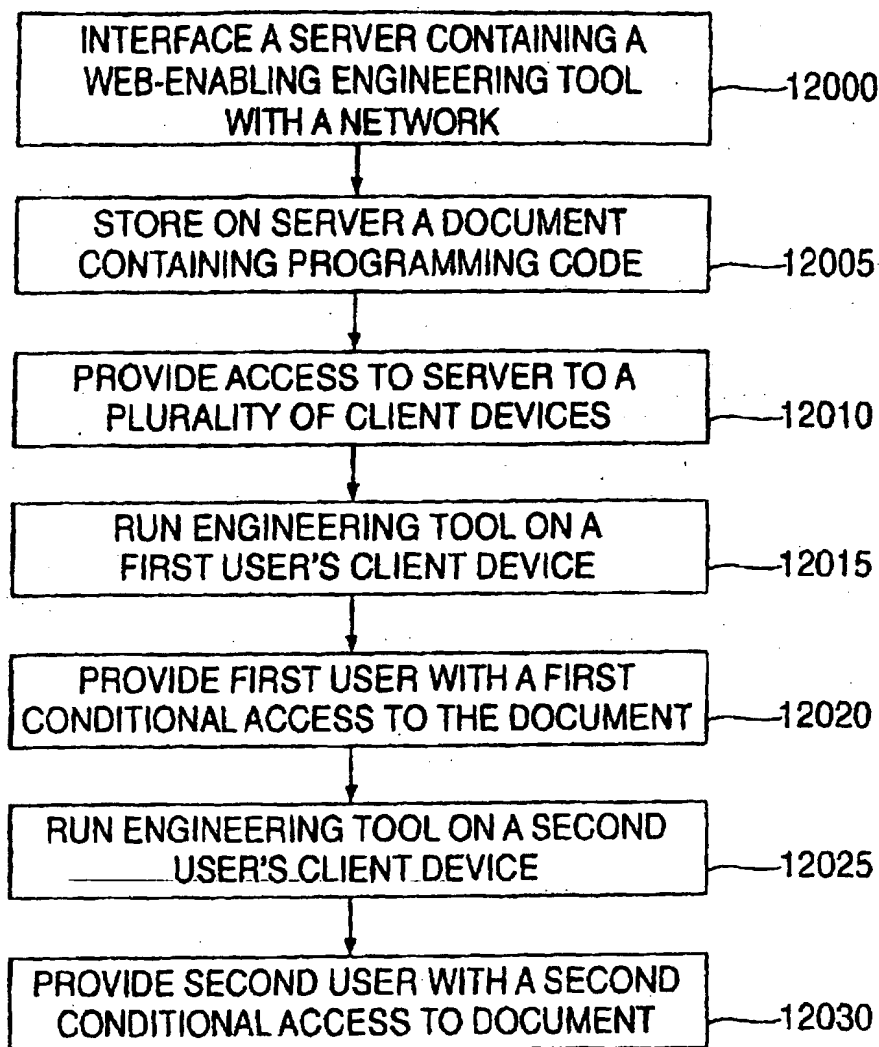 INTERFACE A SERVER CONTAINING A
WEB-ENABLING ENGINEERING TOOL
WITH A NETWORK
12000
STORE ON SERVER A DOCUMENT
CONTAINING PROGRAMMING CODE
12005
PROVIDE ACCESS TO SERVER TO A
PLURALITY OF CLIENT DEVICES
12010
RUN ENGINEERING TOOL ON A
FIRST USER'S CLIENT DEVICE
12015
PROVIDE FIRST USER WITH A FIRST
CONDITIONAL ACCESS TO THE DOCUMENT
12020
RUN ENGINEERING TOOL ON A SECOND
USER'S CLIENT DEVICE
12025
PROVIDE SECOND USER WITH A SECOND
CONDITIONAL ACCESS TO DOCUMENT
12030